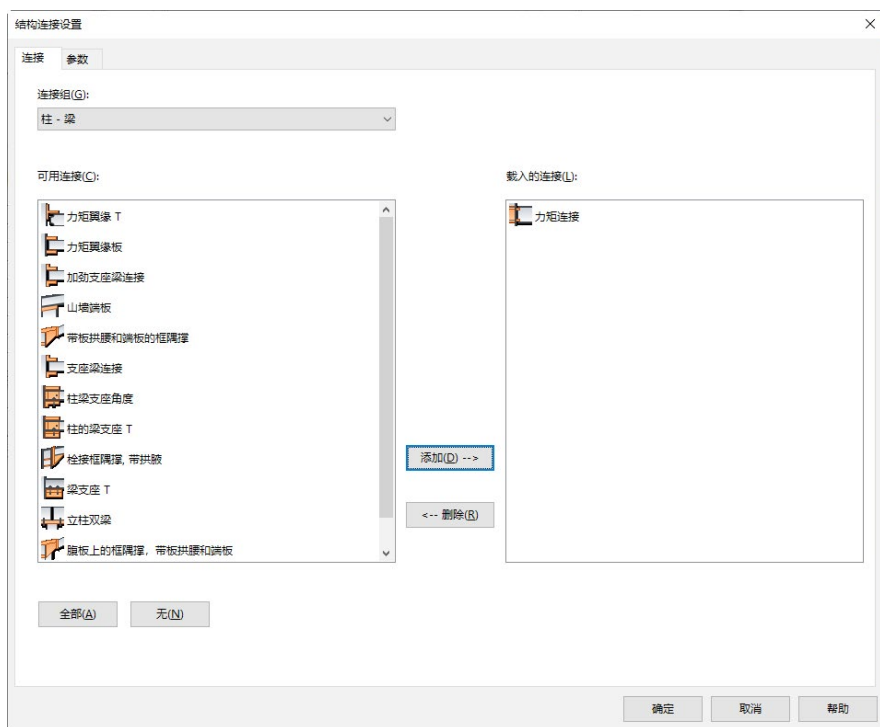 结构连接设置
连接
参数
连接组(G):
柱 - 梁
可用连接(C):
载入的连接(L):
力矩翼缘 T
力矩翼缘板
加劲支座梁连接
山墙端板
带板拱腰和端板的框隅撑
支座梁连接
柱梁支座角度
柱的梁支座 T
栓接框隅撑, 带拱腋
梁支座 T
立柱双梁
腹板上的框隅撑，带板拱腰和端板
力矩连接
添加(D) -->
<-- 删除(R)
全部(A)
无(N)
确定
取消
帮助